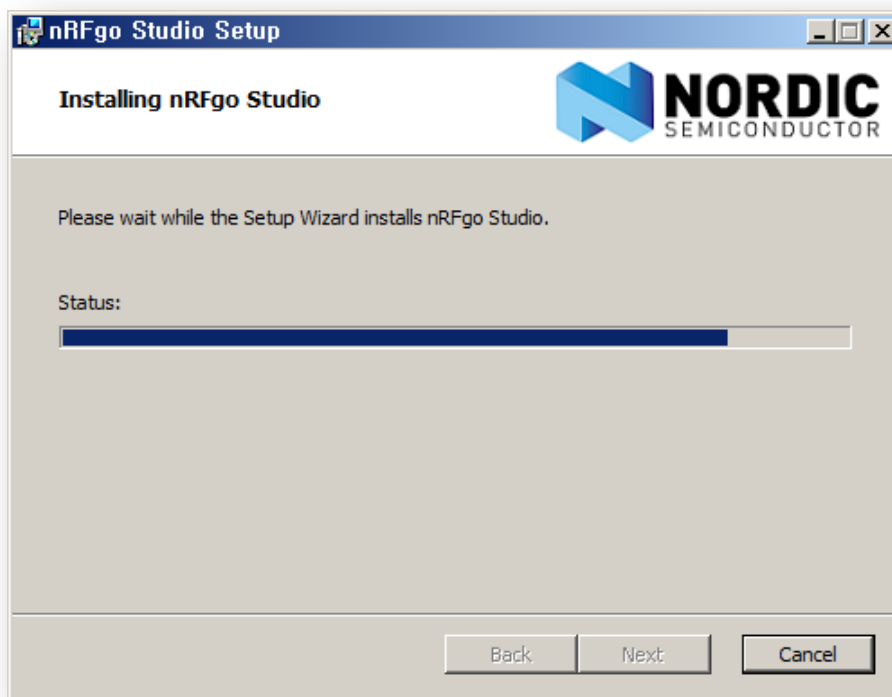 nRFgo Studio Setup
Installing nRFgo Studio
NORDIC
SEMICONDUCTOR
Please wait while the Setup Wizard installs nRFgo Studio.
Status:
Back
Next
Cancel